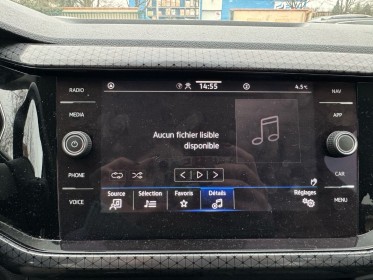 RADIO
14:55
4.5°C
NAV
MEDIA
APP
Aucun fichier lisible
disponible
PHONE
CAR
Source
Sélection
Favoris
Détails
Réglages
VOICE
MENU